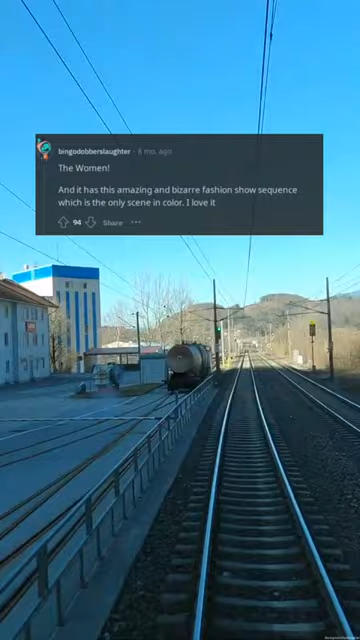 bingodobberslaughter · 8 mo. ago
The Women!
And it has this amazing and bizarre fashion show sequence
which is the only scene in color. I love it
94 Share ···